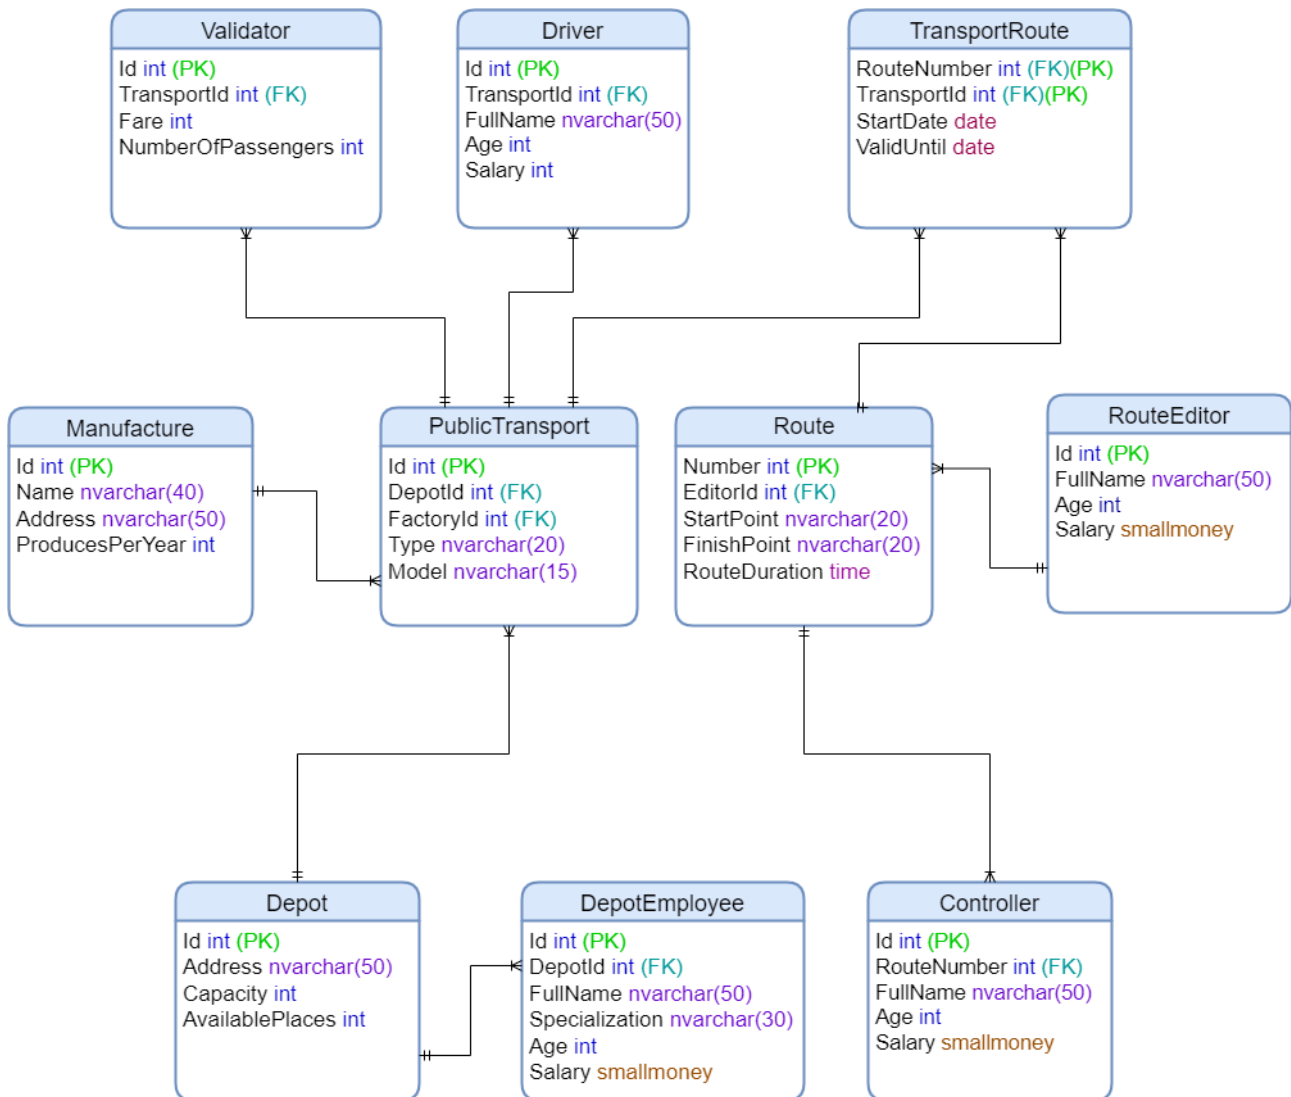 Validator
Id int (PK)
TransportId int (FK)
Fare int
NumberOfPassengers int
Driver
Id int (PK)
TransportId int (FK)
FullName nvarchar(50)
Age int
Salary int
TransportRoute
RouteNumber int (FK)(PK)
TransportId int (FK)(PK)
StartDate date
ValidUntil date
Manufacture
Id int (PK)
Name nvarchar(40)
Address nvarchar(50)
ProducesPerYear int
PublicTransport
Id int (PK)
DepotId int (FK)
FactoryId int (FK)
Type nvarchar(20)
Model nvarchar(15)
Route
Number int (PK)
EditorId int (FK)
StartPoint nvarchar(20)
FinishPoint nvarchar(20)
RouteDuration time
RouteEditor
Id int (PK)
FullName nvarchar(50)
Age int
Salary smallmoney
Depot
Id int (PK)
Address nvarchar(50)
Capacity int
AvailablePlaces int
DepotEmployee
Id int (PK)
DepotId int (FK)
FullName nvarchar(50)
Specialization nvarchar(30)
Age int
Salary smallmoney
Controller
Id int (PK)
RouteNumber int (FK)
FullName nvarchar(50)
Age int
Salary smallmoney